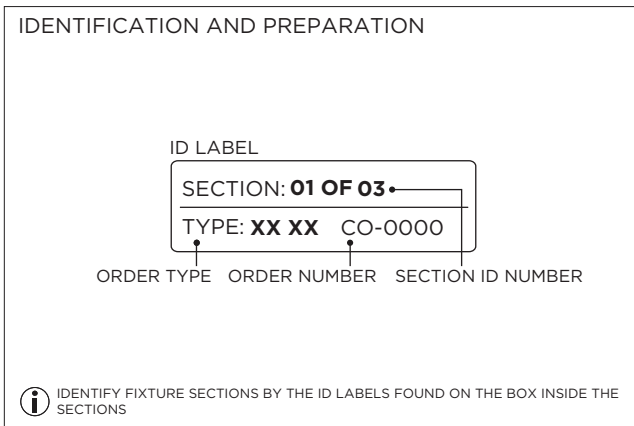 IDENTIFICATION AND PREPARATION
ID LABEL
SECTION: 01 OF 03
TYPE: XX XX CO-0000
ORDER TYPE ORDER NUMBER SECTION ID NUMBER
IDENTIFY FIXTURE SECTIONS BY THE ID LABELS FOUND ON THE BOX INSIDE THE
SECTIONS